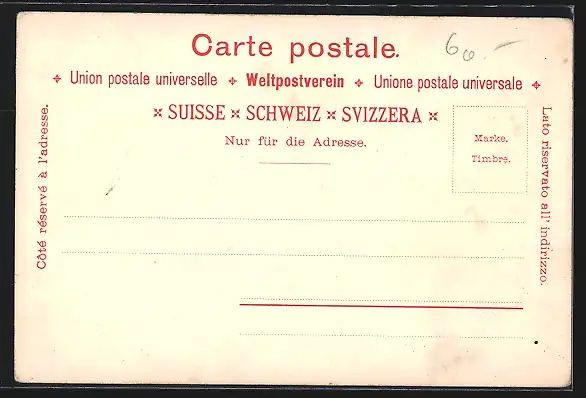 Carte postale.
60 –
✢ Union postale universelle ✢ Weltpostverein ✢ Unione postale universale ✢
✕ SUISSE ✕ SCHWEIZ ✕ SVIZZERA ✕
Nur für die Adresse.
Marke.
Timbre.
Côté réservé à l'adresse.
Lato riservato all' indirizzo.